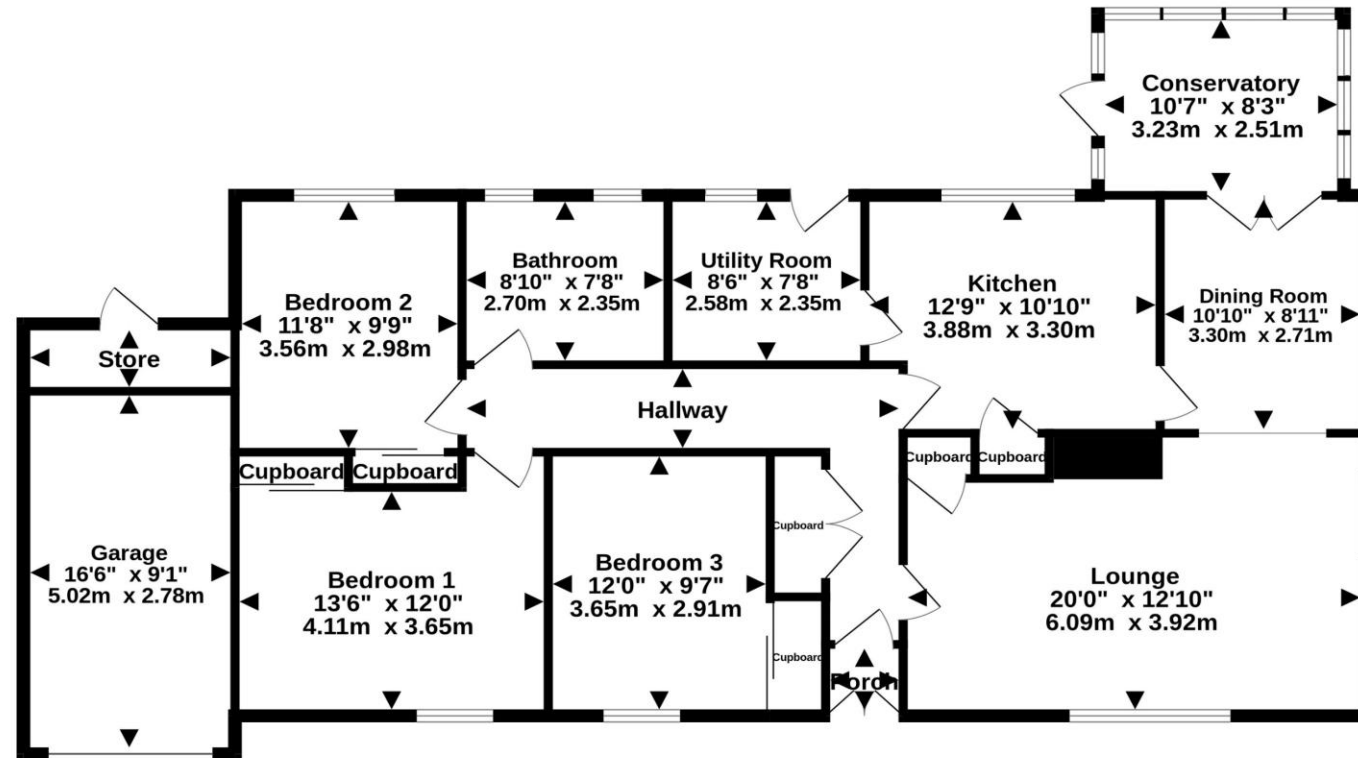 Conservatory
10'7" x 8'3"
3.23m x 2.51m
Bedroom 2
11'8" x 9'9"
3.56m x 2.98m
Bathroom
8'10" x 7'8"
2.70m x 2.35m
Utility Room
8'6" x 7'8"
2.58m x 2.35m
Kitchen
12'9" x 10'10"
3.88m x 3.30m
Dining Room
10'10" x 8'11"
3.30m x 2.71m
Store
Hallway
Cupboard
Cupboard
Cupboard
Cupboard
Cupboard
Garage
16'6" x 9'1"
5.02m x 2.78m
Bedroom 1
13'6" x 12'0"
4.11m x 3.65m
Bedroom 3
12'0" x 9'7"
3.65m x 2.91m
Cupboard
Porch
Lounge
20'0" x 12'10"
6.09m x 3.92m